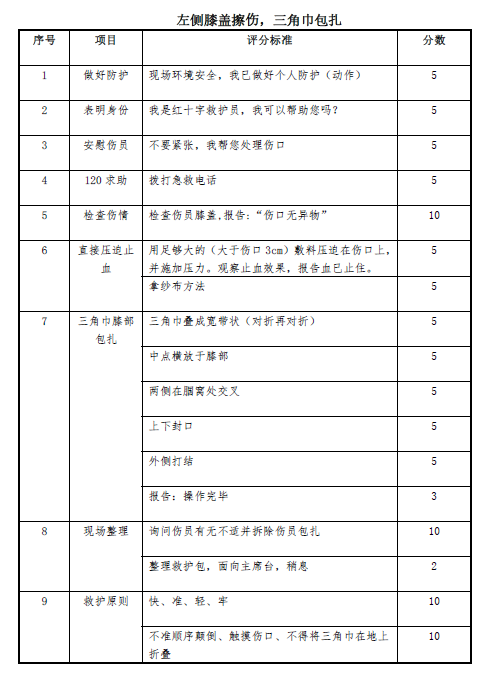 左侧膝盖擦伤，三角巾包扎
序号 项目 评分标准 分数
1 做好防护 现场环境安全，我已做好个人防护（动作） 5
2 表明身份 我是红十字救护员，我可以帮助您吗？ 5
3 安慰伤员 不要紧张，我帮您处理伤口 5
4 120 求助 拨打急救电话 5
5 检查伤情 检查伤员膝盖,报告:“伤口无异物” 10
6 直接压迫止 用足够大的（大于伤口 3cm）敷料压迫在伤口上， 5
血 并施加压力。观察止血效果，报告血已止住。
拿纱布方法 5
7 三角巾膝部 三角巾叠成宽带状（对折再对折） 5
包扎
中点横放于膝部 5
两侧在腘窝处交叉 5
上下封口 5
外侧打结 5
报告：操作完毕 3
8 现场整理 询问伤员有无不适并拆除伤员包扎 10
整理救护包，面向主席台，稍息 2
9 救护原则 快、准、轻、牢 10
不准顺序颠倒、触摸伤口、不得将三角巾在地上 10
折叠